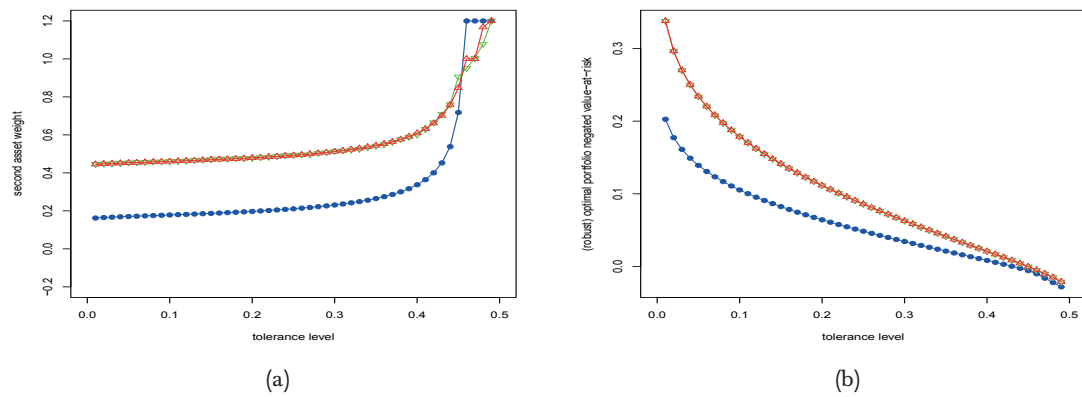 second asset weight
1.2
1.0
0.8
0.6
0.4
0.2
0.0
−0.2
0.0 0.1 0.2 0.3 0.4 0.5
tolerance level
(a)
(robust) optimal portfolio negated value−at−risk
0.3
0.2
0.1
0.0
0.0 0.1 0.2 0.3 0.4 0.5
tolerance level
(b)